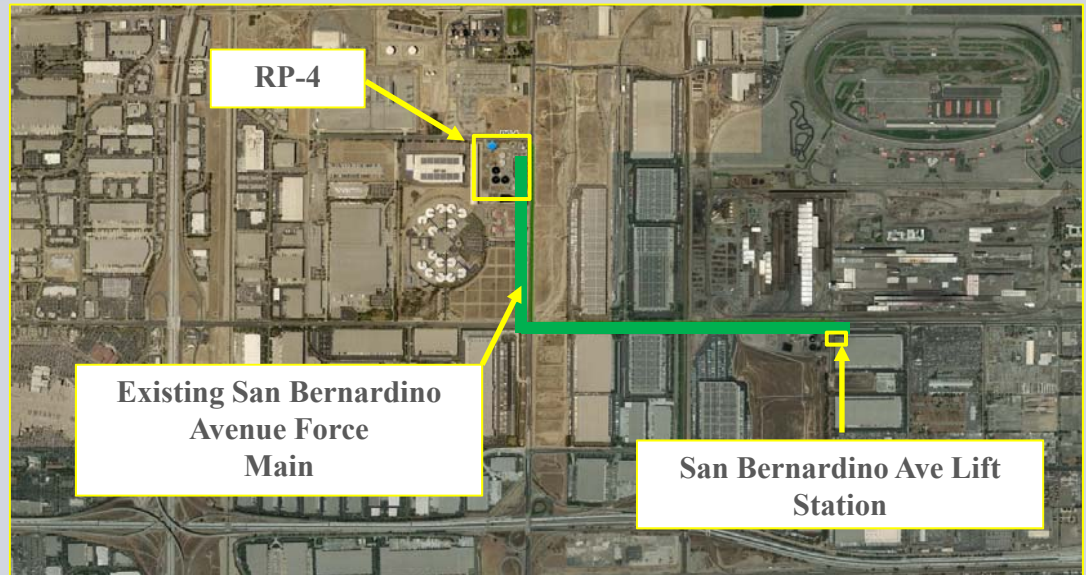 RP-4
Existing San Bernardino
Avenue Force
Main
San Bernardino Ave Lift
Station